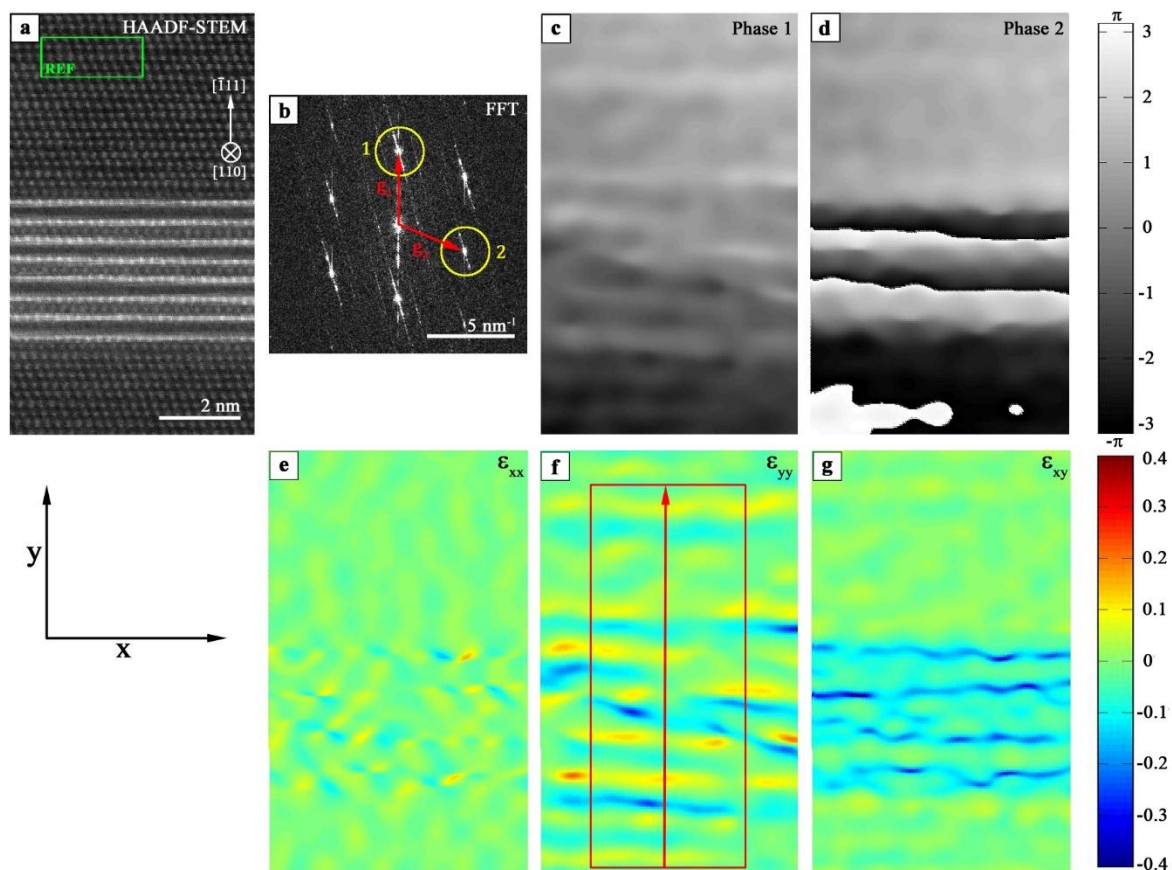 a
HAADF-STEM
REF
[1̄11]
[110]
2 nm
b
FFT
1
g₁
g₂
2
5 nm⁻¹
c
Phase 1
d
Phase 2
π
3
2
1
0
-1
-2
-3
-π
y
x
e
εxx
f
εyy
g
εxy
0.4
0.3
0.2
0.1
0
-0.1
-0.2
-0.3
-0.4